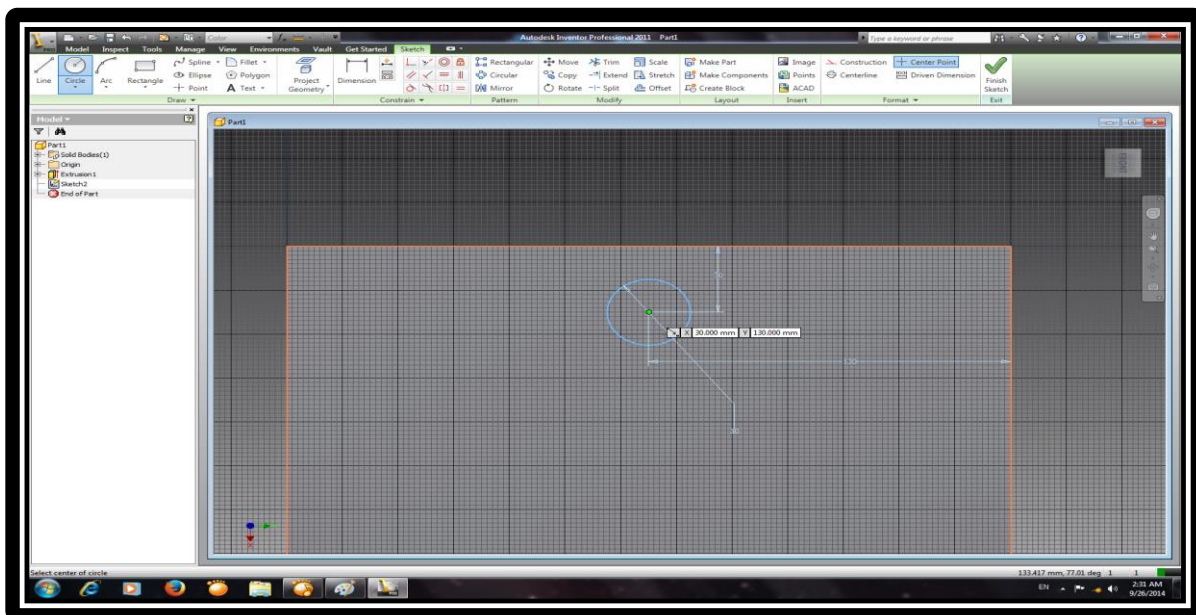 Color
Autodesk Inventor Professional 2011 Part1
Type a keyword or phrase
PRO
Model Inspect Tools Manage View Environments Vault Get Started Sketch
Line Circle Arc Rectangle
Spline Fillet
Ellipse Polygon
Point A Text
Project Geometry
Dimension
Rectangular
Circular
Mirror
Move Trim Scale
Copy Extend Stretch
Rotate Split Offset
Make Part
Make Components
Create Block
Image
Points
ACAD
Construction Center Point
Centerline Driven Dimension
Finish Sketch
Draw Constrain Pattern Modify Layout Insert Format Exit
Model
Part1
Solid Bodies(1)
Origin
Extrusion1
Sketch2
End of Part
Part1
FRONT
X 30.000 mm Y 130.000 mm
120
30
Select center of circle
133.417 mm, 77.01 deg 1 1
EN
2:31 AM
9/26/2014